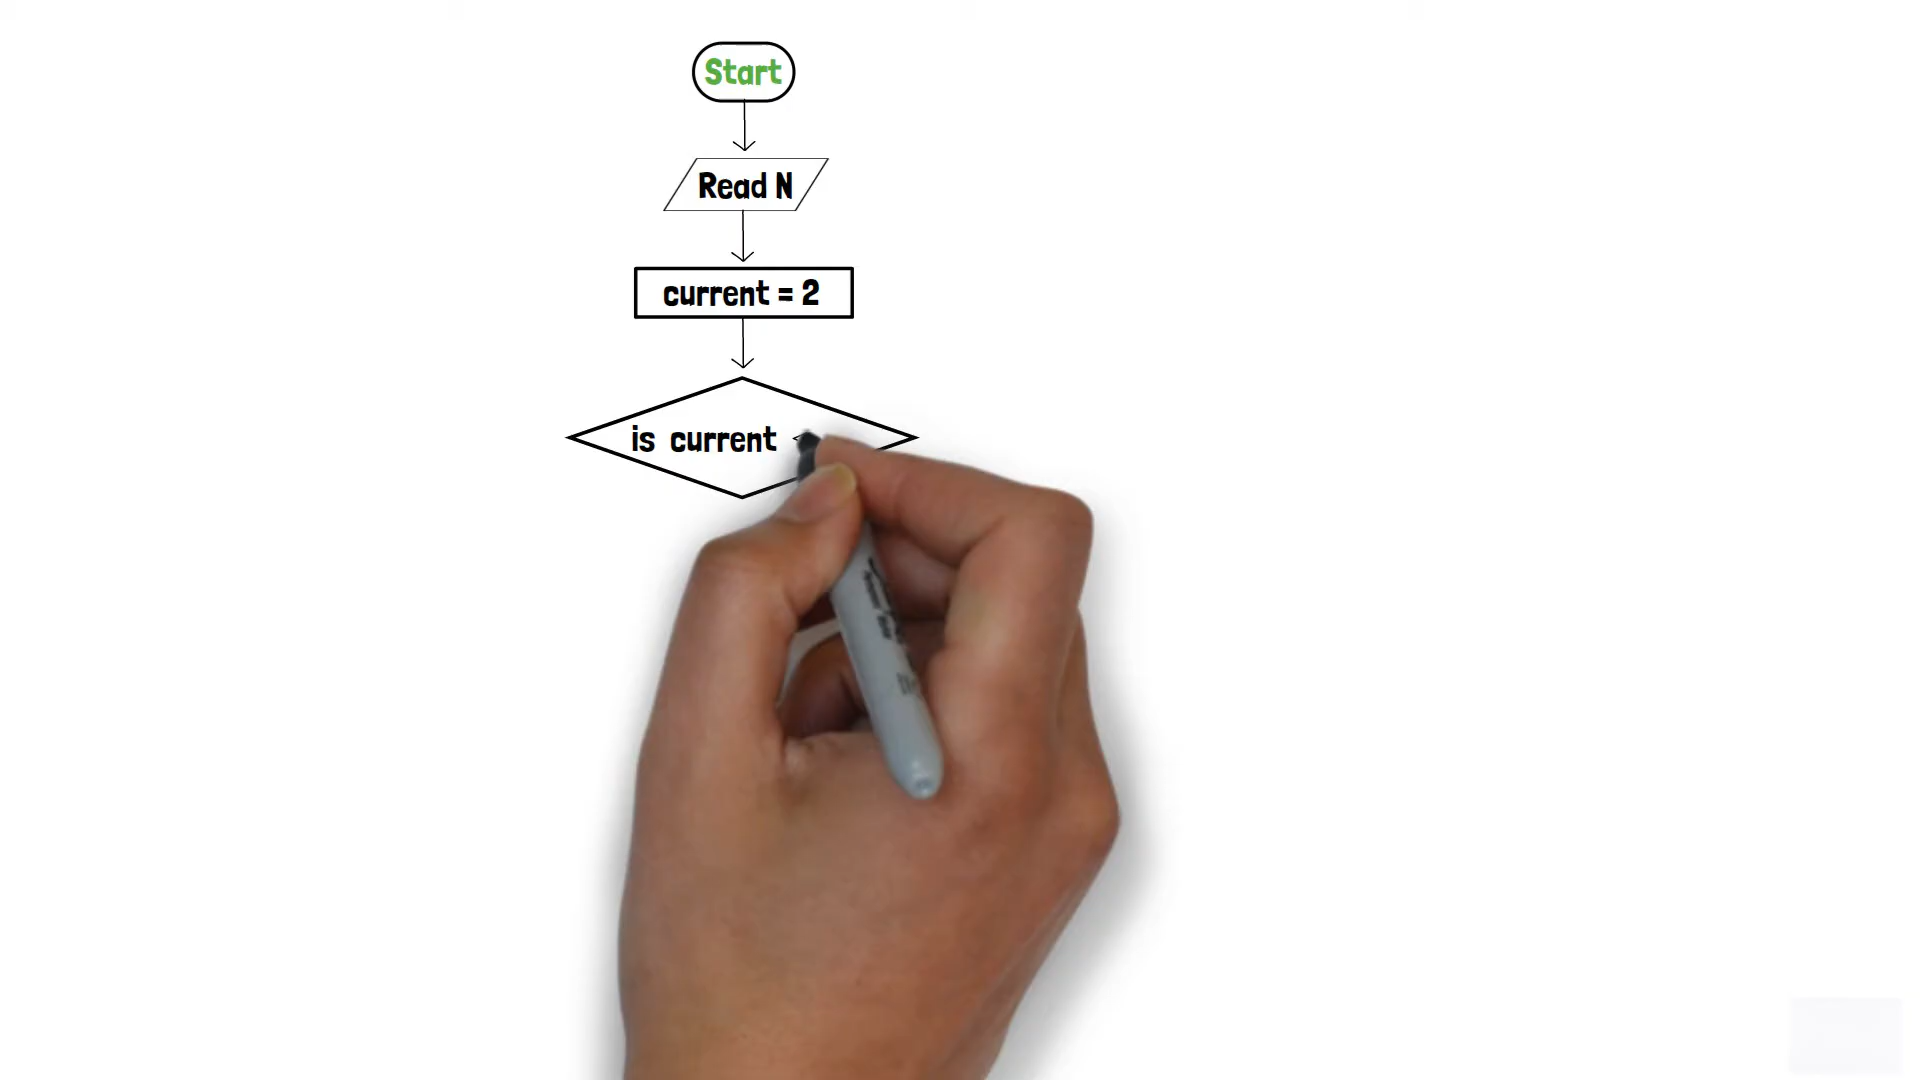 Start
Read N
current = 2
is current